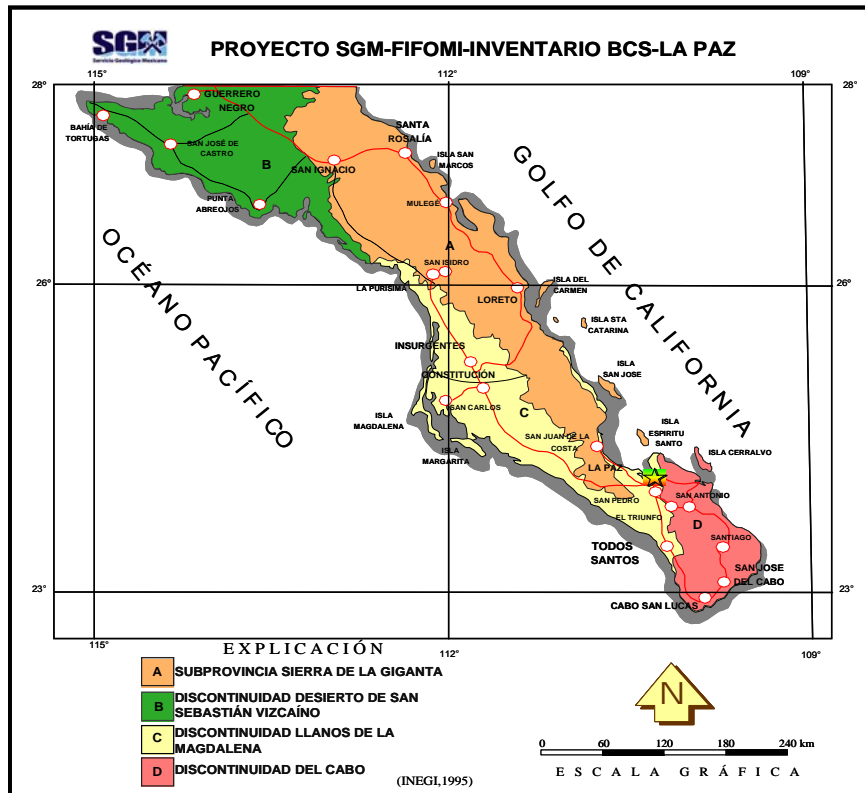 SGM
Servicio Geológico Mexicano
PROYECTO SGM-FIFOMI-INVENTARIO BCS-LA PAZ
115°
112°
109°
28°
28°
GUERRERO
NEGRO
BAHÍA DE
TORTUGAS
SAN JOSÉ DE
CASTRO
B
SANTA
ROSALÍA
ISLA SAN
MARCOS
SAN IGNACIO
PUNTA
ABREOJOS
MULEGÉ
GOLFO DE CALIFORNIA
OCÉANO PACÍFICO
A
SAN ISIDRO
LA PURISIMA
26°
26°
LORETO
ISLA DEL
CARMEN
ISLA STA
CATARINA
INSURGENTES
CONSTITUCIÓN
ISLA
SAN JOSE
SAN CARLOS
C
ISLA
MAGDALENA
ISLA
MARGARITA
SAN JUAN DE LA
COSTA
ISLA
ESPIRITU
SANTO
ISLA CERRALVO
LA PAZ
SAN PEDRO
SAN ANTONIO
EL TRIUNFO
D
SANTIAGO
TODOS
SANTOS
SAN JOSE
DEL CABO
23°
23°
CABO SAN LUCAS
115°
112°
109°
EXPLICACIÓN
A SUBPROVINCIA SIERRA DE LA GIGANTA
B DISCONTINUIDAD DESIERTO DE SAN
SEBASTIÁN VIZCAÍNO
C DISCONTINUIDAD LLANOS DE LA
MAGDALENA
D DISCONTINUIDAD DEL CABO
(INEGI,1995)
N
0 60 120 180 240 km
ESCALA GRÁFICA